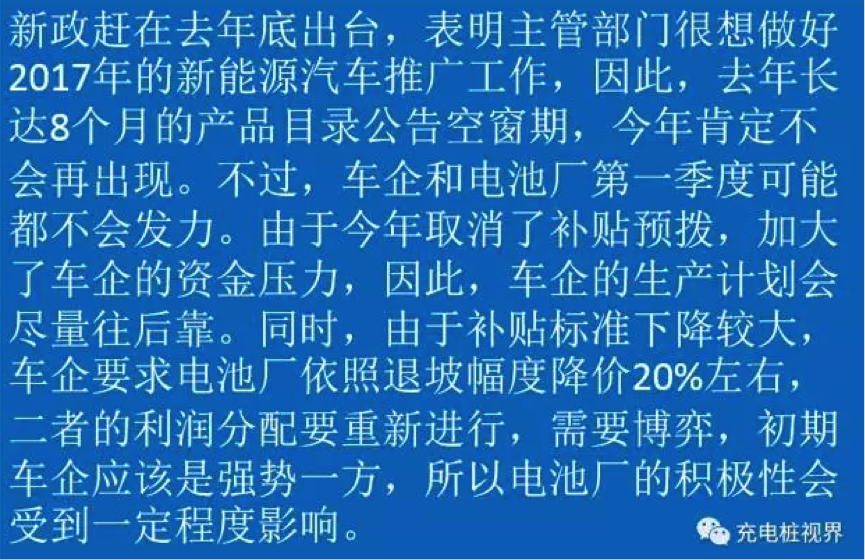 新政赶在去年底出台，表明主管部门很想做好
2017年的新能源汽车推广工作，因此，去年长
达8个月的产品目录公告空窗期，今年肯定不
会再出现。不过，车企和电池厂第一季度可能
都不会发力。由于今年取消了补贴预拨，加大
了车企的资金压力，因此，车企的生产计划会
尽量往后靠。同时，由于补贴标准下降较大，
车企要求电池厂依照退坡幅度降价20%左右，
二者的利润分配要重新进行，需要博弈，初期
车企应该是强势一方，所以电池厂的积极性会
受到一定程度影响。
充电桩视界